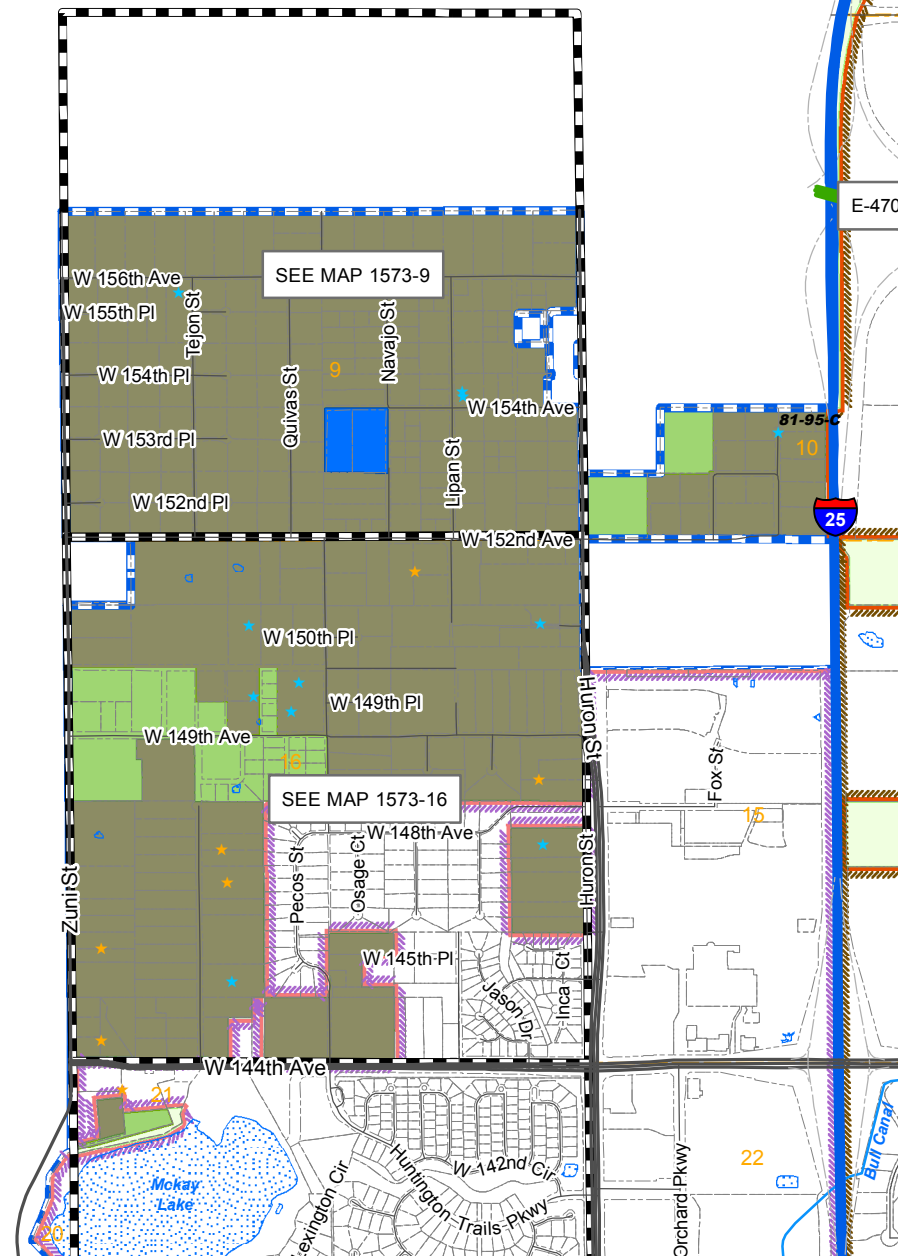 E-470
SEE MAP 1573-9
W 156th Ave
W 155th Pl
Tejon St
Navajo St
W 154th Pl
9
Quivas St
W 154th Ave
81-95-C
W 153rd Pl
10
Lipan St
W 152nd Pl
25
W 152nd Ave
W 150th Pl
W 149th Pl
Huron St
W 149th Ave
16
Fox St
SEE MAP 1573-16
15
W 148th Ave
Pecos St
Osage Ct
Huron St
Zuni St
W 145th Pl
Jason Dr
Inca Ct
W 144th Ave
21
Bull Canal
W 142nd Cir
22
Mckay
Lake
Lexington Cir
Huntington Trails Pkwy
Orchard Pkwy
20